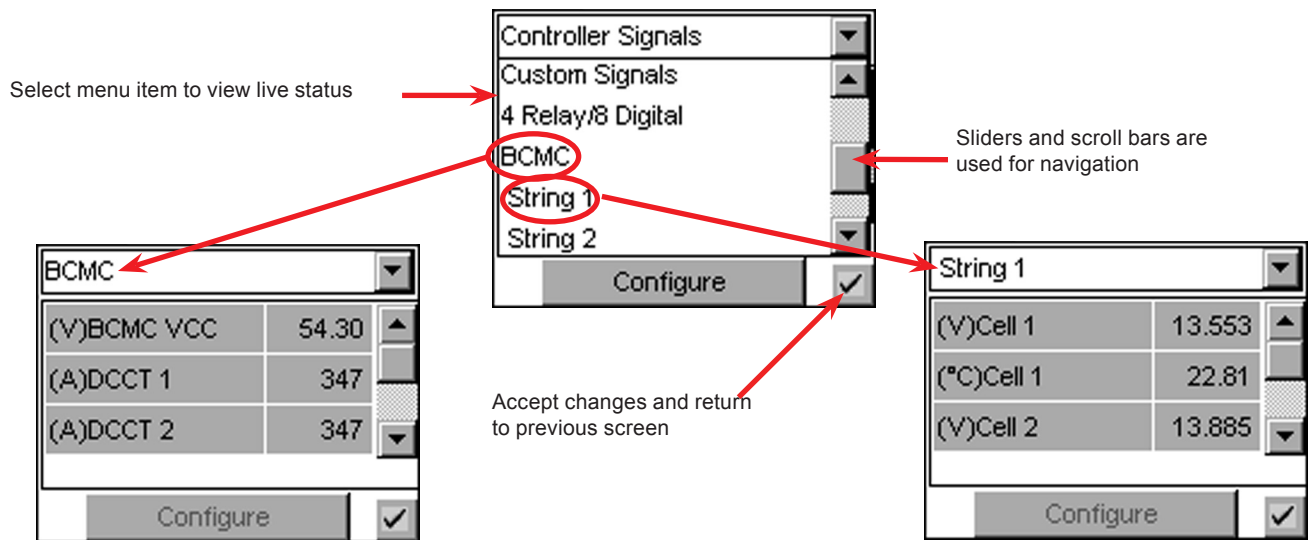 Controller Signals
Custom Signals
4 Relay/8 Digital
BCMC
String 1
String 2
Configure
Select menu item to view live status
Sliders and scroll bars are
used for navigation
Accept changes and return
to previous screen
BCMC
(V)BCMC VCC 54.30
(A)DCCT 1 347
(A)DCCT 2 347
Configure
String 1
(V)Cell 1 13.553
(°C)Cell 1 22.81
(V)Cell 2 13.885
Configure